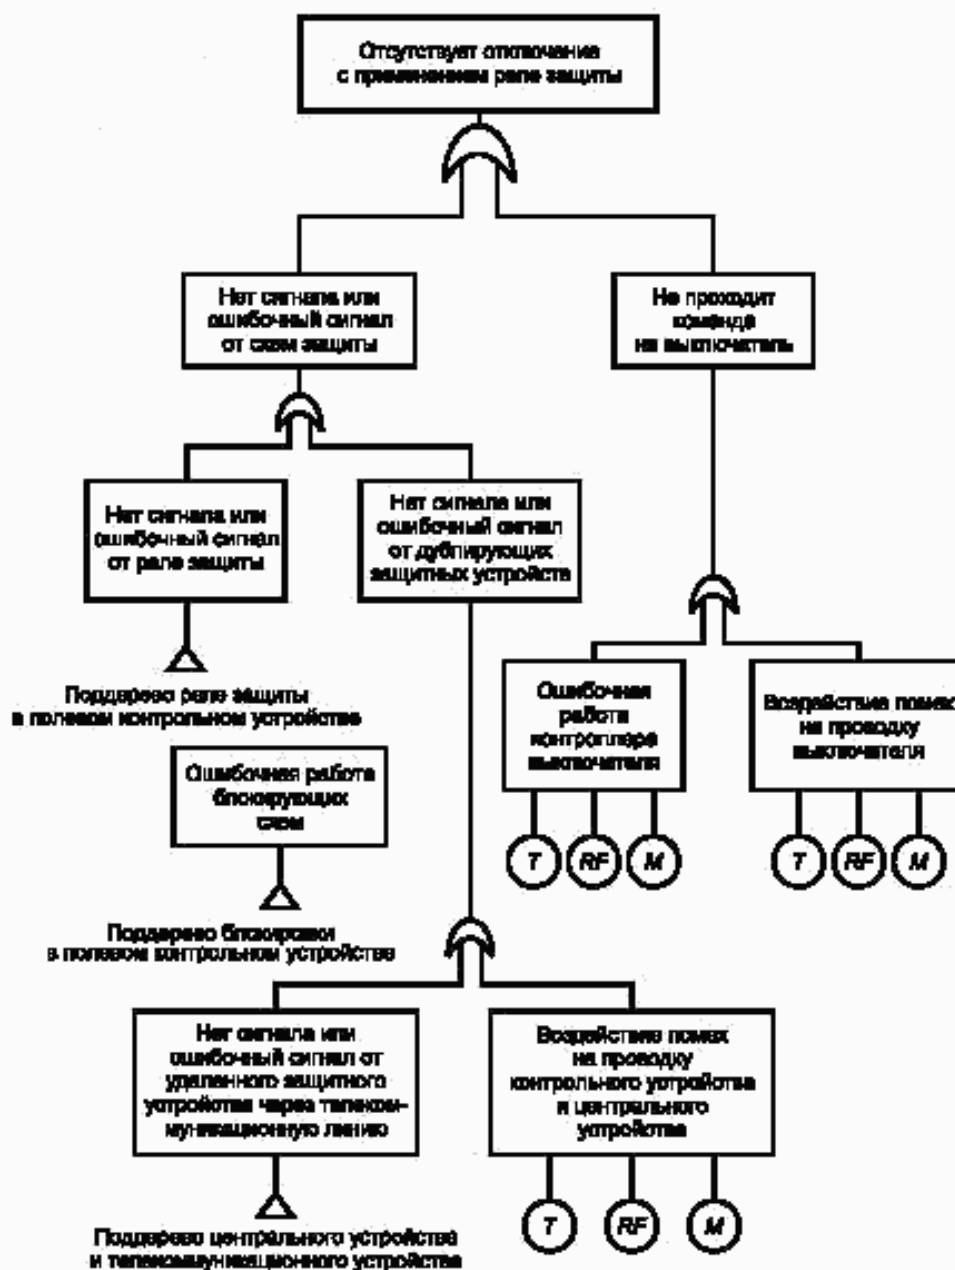 Отсутствует отключение
с применением реле защиты
Нет сигнала или
ошибочный сигнал
от схем защиты
Не проходит
команда
на выключатель
Нет сигнала или
ошибочный сигнал
от реле защиты
Нет сигнала или
ошибочный сигнал
от дублирующих
защитных устройств
Поддерево реле защиты
в полевом контрольном устройстве
Ошибочная
работа
контроллера
выключателя
Воздействие помех
на проводку
выключателя
T
RF
M
T
RF
M
Ошибочная работа
блокирующих
схем
Поддерево блокировки
в полевом контрольном устройстве
Нет сигнала или
ошибочный сигнал от
удаленного защитного
устройства через телеком-
муникационную линию
Воздействие помех
на проводку
контрольного устройства
и центрального
устройства
T
RF
M
Поддерево центрального устройства
и телекоммуникационного устройства